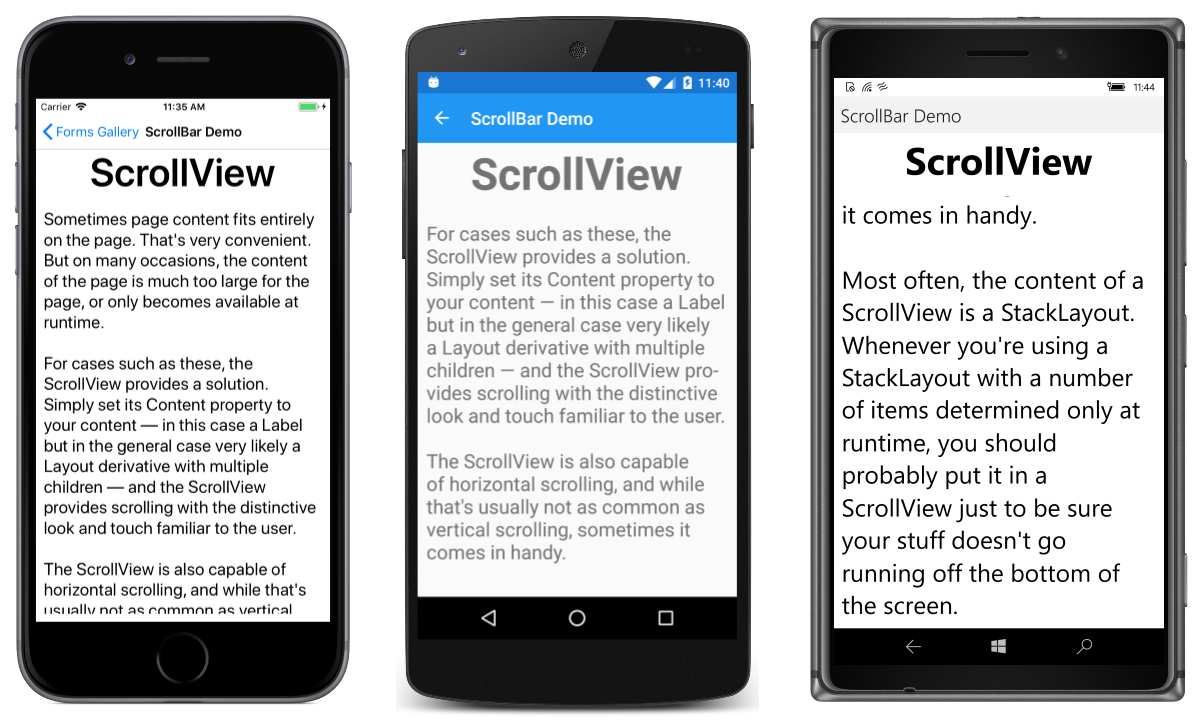 Carrier 11:35 AM
Forms Gallery ScrollBar Demo
ScrollView
Sometimes page content fits entirely
on the page. That's very convenient.
But on many occasions, the content
of the page is much too large for the
page, or only becomes available at
runtime.
For cases such as these, the
ScrollView provides a solution.
Simply set its Content property to
your content — in this case a Label
but in the general case very likely a
Layout derivative with multiple
children — and the ScrollView
provides scrolling with the distinctive
look and touch familiar to the user.
The ScrollView is also capable of
horizontal scrolling, and while that's
usually not as common as vertical
11:40
ScrollBar Demo
ScrollView
For cases such as these, the
ScrollView provides a solution.
Simply set its Content property to
your content — in this case a Label
but in the general case very likely
a Layout derivative with multiple
children — and the ScrollView pro-
vides scrolling with the distinctive
look and touch familiar to the user.
The ScrollView is also capable
of horizontal scrolling, and while
that's usually not as common as
vertical scrolling, sometimes it
comes in handy.
11:44
ScrollBar Demo
ScrollView
it comes in handy.
Most often, the content of a
ScrollView is a StackLayout.
Whenever you're using a
StackLayout with a number
of items determined only at
runtime, you should
probably put it in a
ScrollView just to be sure
your stuff doesn't go
running off the bottom of
the screen.